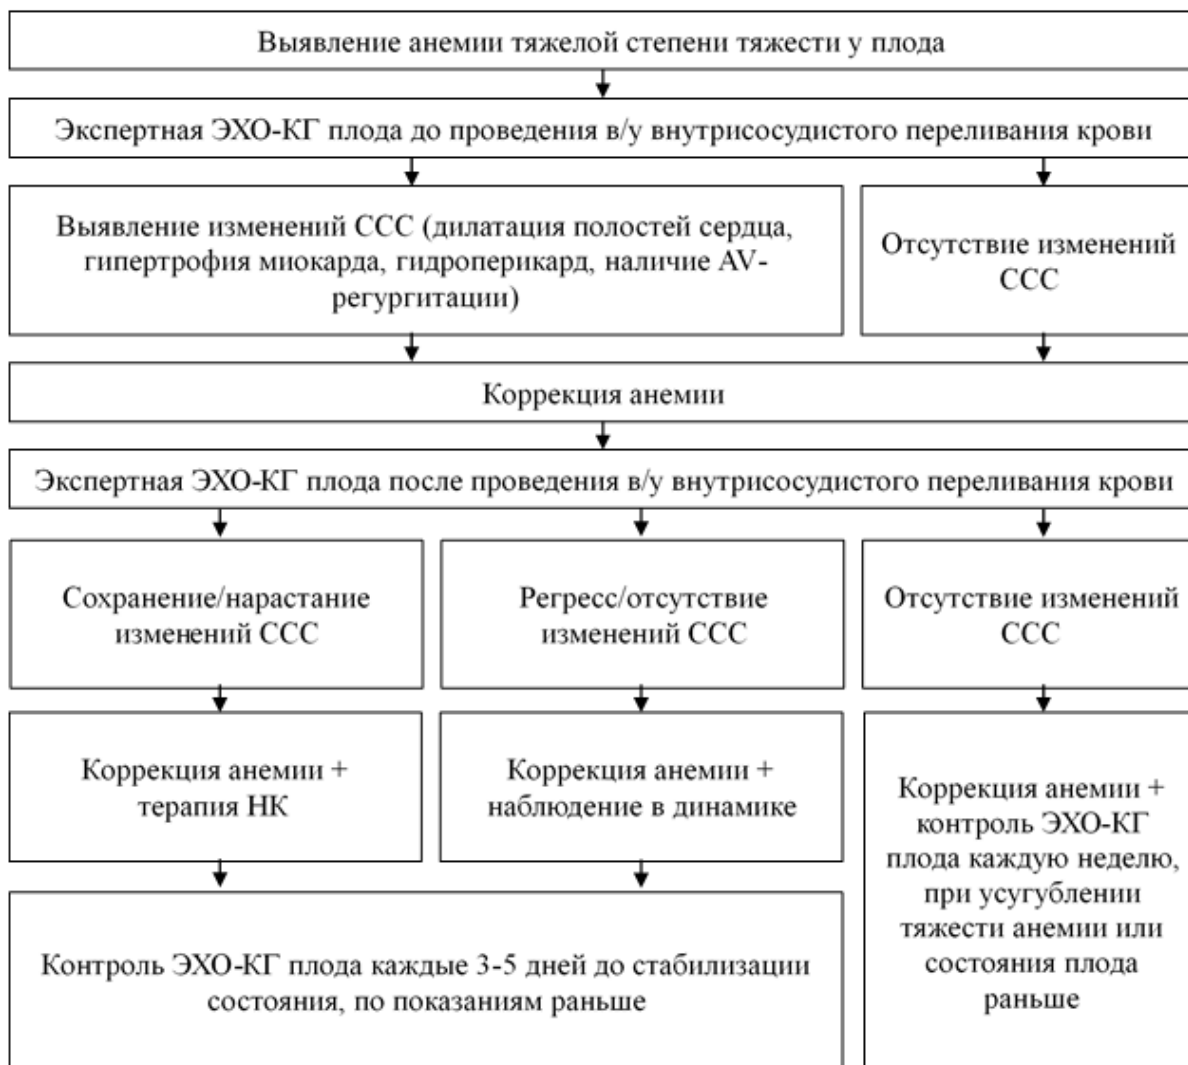 Выявление анемии тяжелой степени тяжести у плода
Экспертная ЭХО-КГ плода до проведения в/у внутрисосудистого переливания крови
Выявление изменений ССС (дилатация полостей сердца,
гипертрофия миокарда, гидроперикард, наличие AV-
регургитации)
Отсутствие изменений
ССС
Коррекция анемии
Экспертная ЭХО-КГ плода после проведения в/у внутрисосудистого переливания крови
Сохранение/нарастание
изменений ССС
Регресс/отсутствие
изменений ССС
Отсутствие изменений
ССС
Коррекция анемии +
терапия НК
Коррекция анемии +
наблюдение в динамике
Коррекция анемии +
контроль ЭХО-КГ
плода каждую неделю,
при усугублении
тяжести анемии или
состояния плода
раньше
Контроль ЭХО-КГ плода каждые 3-5 дней до стабилизации
состояния, по показаниям раньше